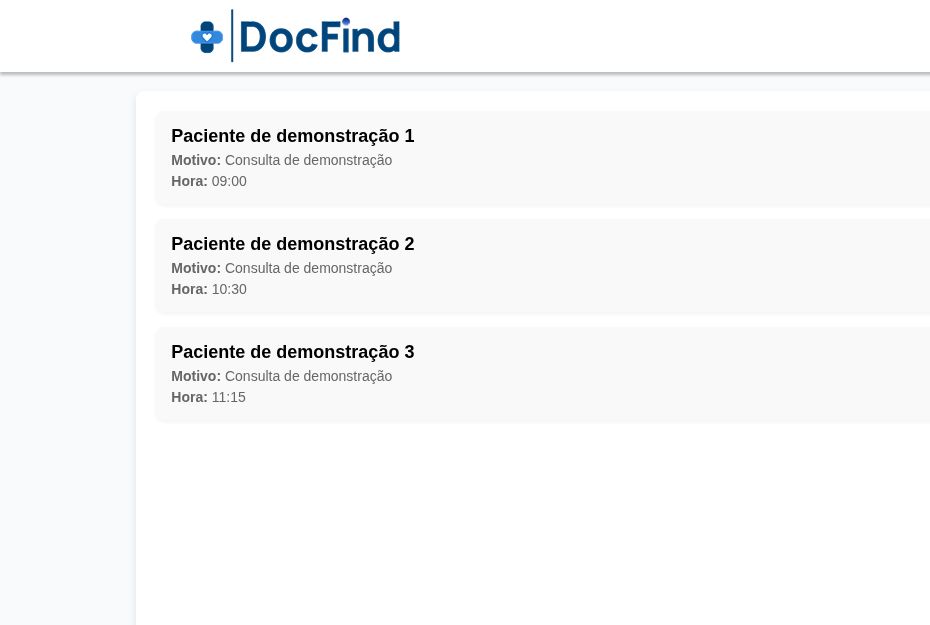 DocFind
Paciente de demonstração 1
Motivo: Consulta de demonstração
Hora: 09:00
Paciente de demonstração 2
Motivo: Consulta de demonstração
Hora: 10:30
Paciente de demonstração 3
Motivo: Consulta de demonstração
Hora: 11:15